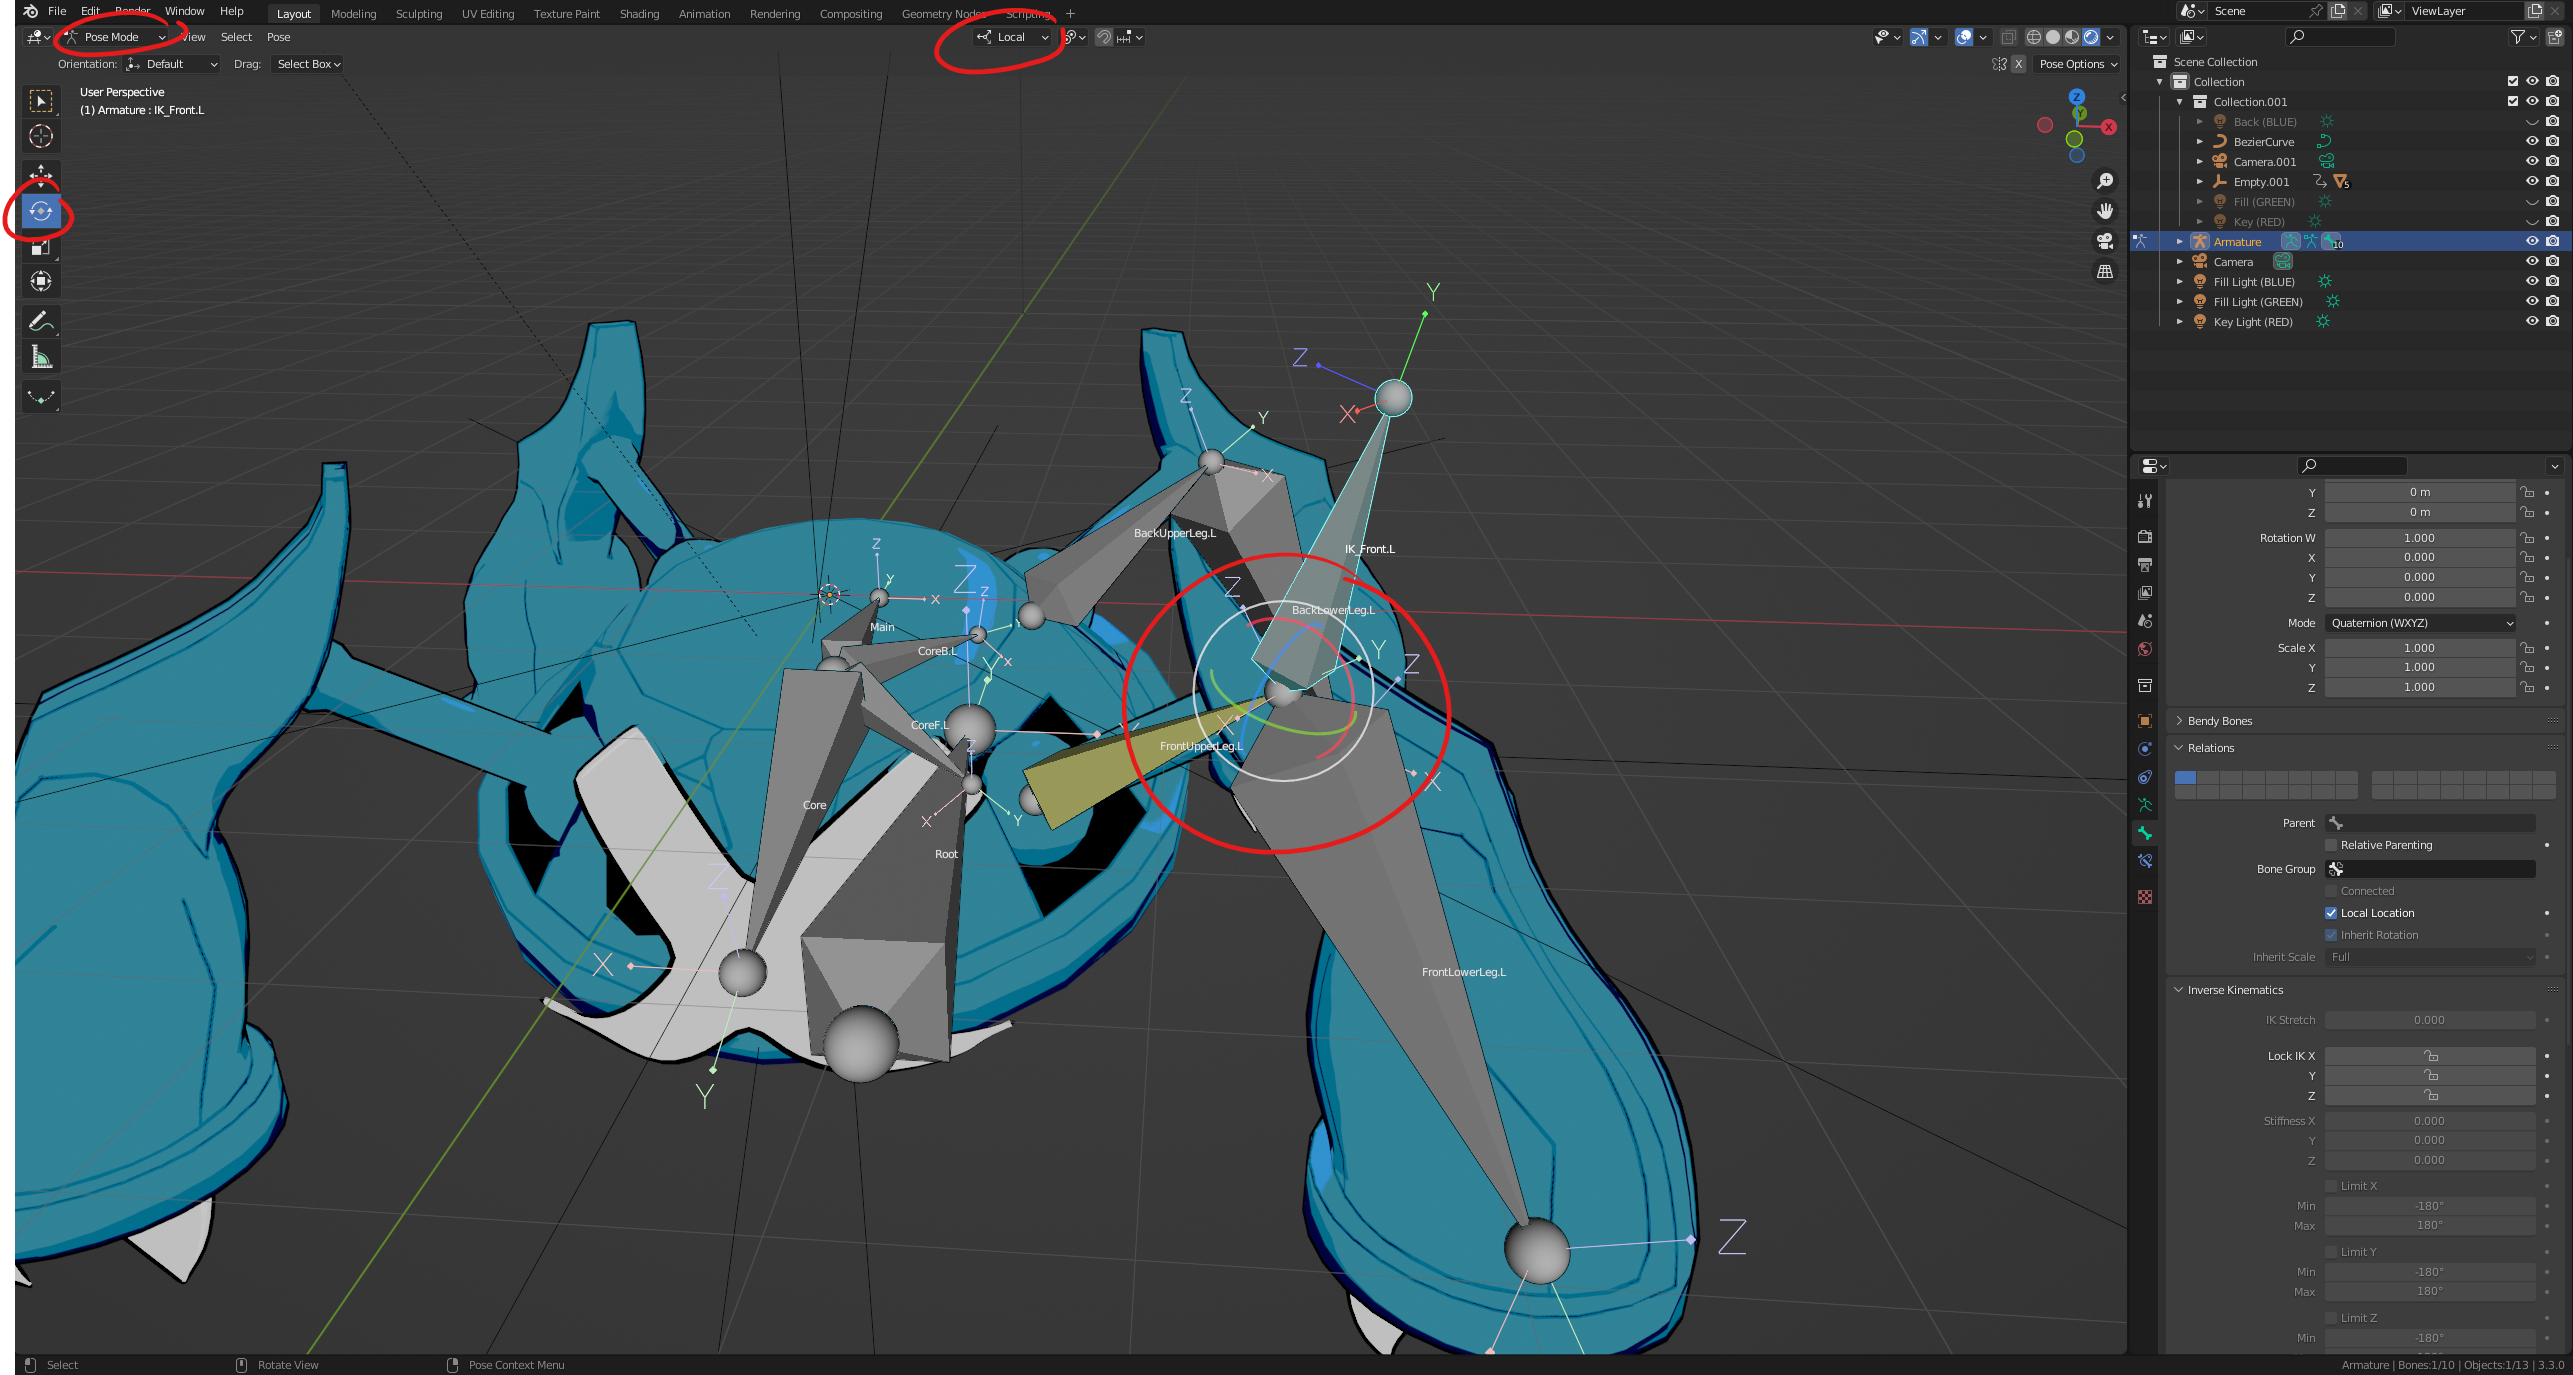 File Edit Render Window Help Layout Modeling Sculpting UV Editing Texture Paint Shading Animation Rendering Compositing Geometry Nodes Scripting + Scene ViewLayer
Pose Mode View Select Pose Local
Orientation: Default Drag: Select Box X Pose Options
User Perspective
(1) Armature : IK_Front.L
Z
Y
X
Y
Z
X
Z
Y
X
BackUpperLeg.L
IK_Front.L
Z
Y
X
Z
Z
Z
BackLowerLeg.L
Main
CoreB.L
Y
X
Y
Z
Y
X
CoreF.L
Z
FrontUpperLeg.L
X
Core
X
Y
Root
Z
X
FrontLowerLeg.L
Y
Z
Scene Collection
Collection
Collection.001
Back (BLUE)
BezierCurve
Camera.001
Empty.001 5
Fill (GREEN)
Key (RED)
Armature 10
Camera
Fill Light (BLUE)
Fill Light (GREEN)
Key Light (RED)
Y 0 m
Z 0 m
Rotation W 1.000
X 0.000
Y 0.000
Z 0.000
Mode Quaternion (WXYZ)
Scale X 1.000
Y 1.000
Z 1.000
Bendy Bones
Relations
Parent
Relative Parenting
Bone Group
Connected
Local Location
Inherit Rotation
Inherit Scale Full
Inverse Kinematics
IK Stretch 0.000
Lock IK X
Y
Z
Stiffness X 0.000
Y 0.000
Z 0.000
Limit X
Min -180°
Max 180°
Limit Y
Min -180°
Max 180°
Limit Z
Min -180°
Select Rotate View Pose Context Menu Armature | Bones:1/10 | Objects:1/13 | 3.3.0